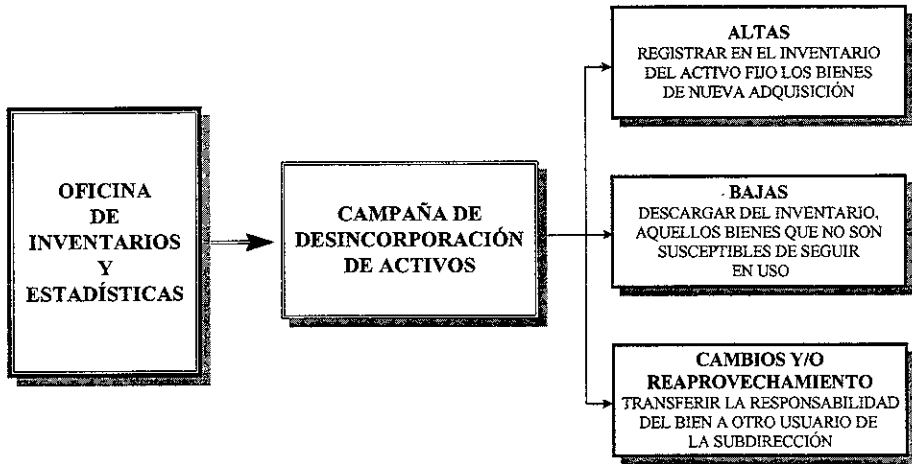 OFICINA
DE
INVENTARIOS
Y
ESTADÍSTICAS
CAMPAÑA DE
DESINCORPORACIÓN
DE ACTIVOS
ALTAS
REGISTRAR EN EL INVENTARIO
DEL ACTIVO FIJO LOS BIENES
DE NUEVA ADQUISICIÓN
BAJAS
DESCARGAR DEL INVENTARIO,
AQUELLOS BIENES QUE NO SON
SUSCEPTIBLES DE SEGUIR
EN USO
CAMBIOS Y/O
REAPROVECHAMIENTO
TRANSFERIR LA RESPONSABILIDAD
DEL BIEN A OTRO USUARIO DE
LA SUBDIRECCIÓN